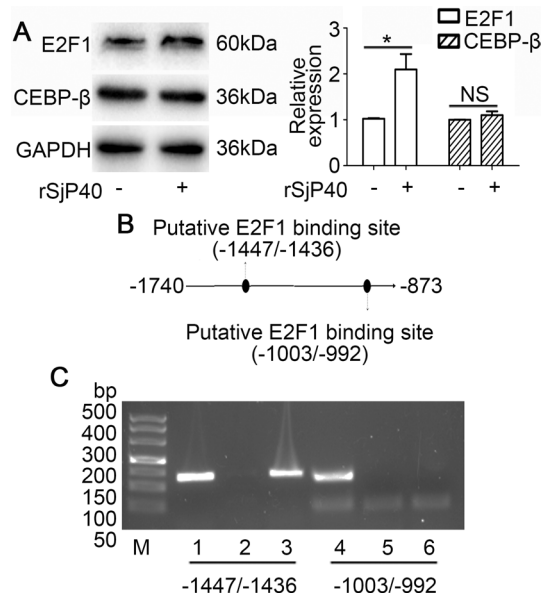 A
E2F1
60kDa
CEBP-β
36kDa
GAPDH
36kDa
rSjP40 - +
E2F1
CEBP-β
Relative expression
3
2
1
0
*
NS
rSjP40 - + - +
B
Putative E2F1 binding site
(-1447/-1436)
-1740
-873
Putative E2F1 binding site
(-1003/-992)
C
bp
500
400
300
200
150
100
50
M 1 2 3 4 5 6
-1447/-1436 -1003/-992